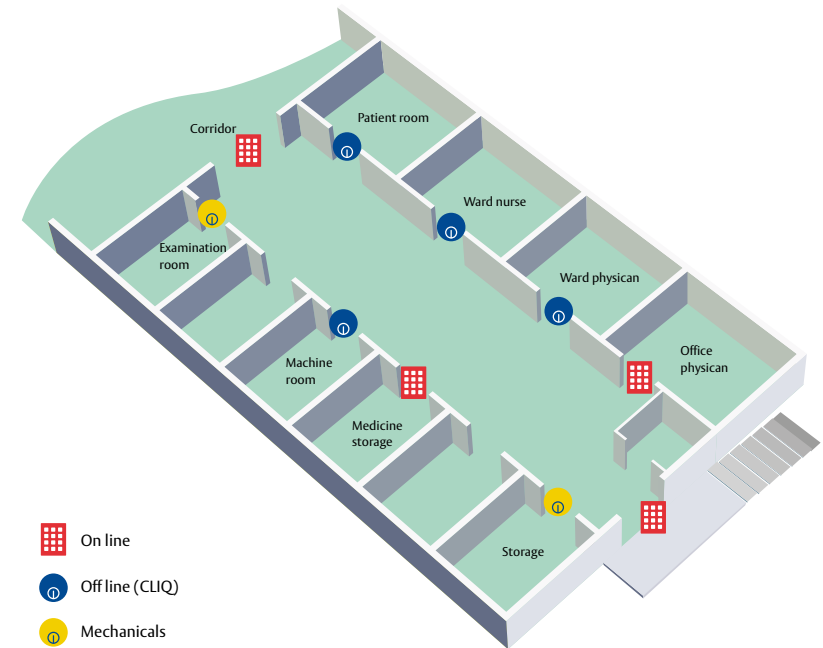 Corridor
Patient room
Ward nurse
Examination
room
Ward physican
Office
physican
Machine
room
Medicine
storage
Storage
On line
Off line (CLIQ)
Mechanicals